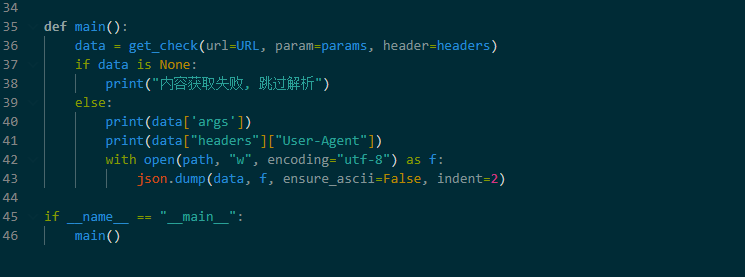 34
35 def main():
36     data = get_check(url=URL, param=params, header=headers)
37     if data is None:
38         print("内容获取失败, 跳过解析")
39     else:
40         print(data['args'])
41         print(data["headers"]["User-Agent"])
42         with open(path, "w", encoding="utf-8") as f:
43             json.dump(data, f, ensure_ascii=False, indent=2)
44
45 if __name__ == "__main__":
46     main()